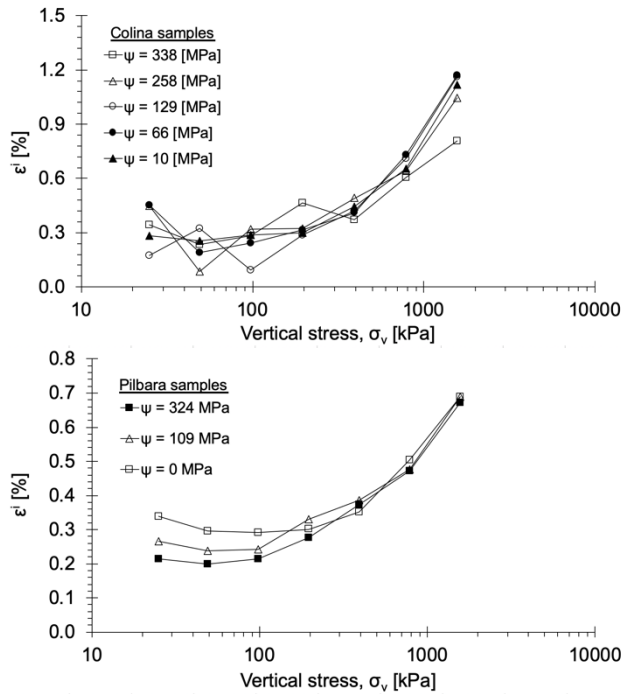 1.5
Colina samples
ψ = 338 [MPa]
1.2
ψ = 258 [MPa]
ψ = 129 [MPa]
0.9
ψ = 66 [MPa]
ψ = 10 [MPa]
εⁱ [%]
0.6
0.3
0.0
10 100 1000 10000
Vertical stress, σᵥ [kPa]
0.8
Pilbara samples
0.7
ψ = 324 MPa
0.6
ψ = 109 MPa
0.5
ψ = 0 MPa
εⁱ [%]
0.4
0.3
0.2
0.1
0.0
10 100 1000 10000
Vertical stress, σᵥ [kPa]